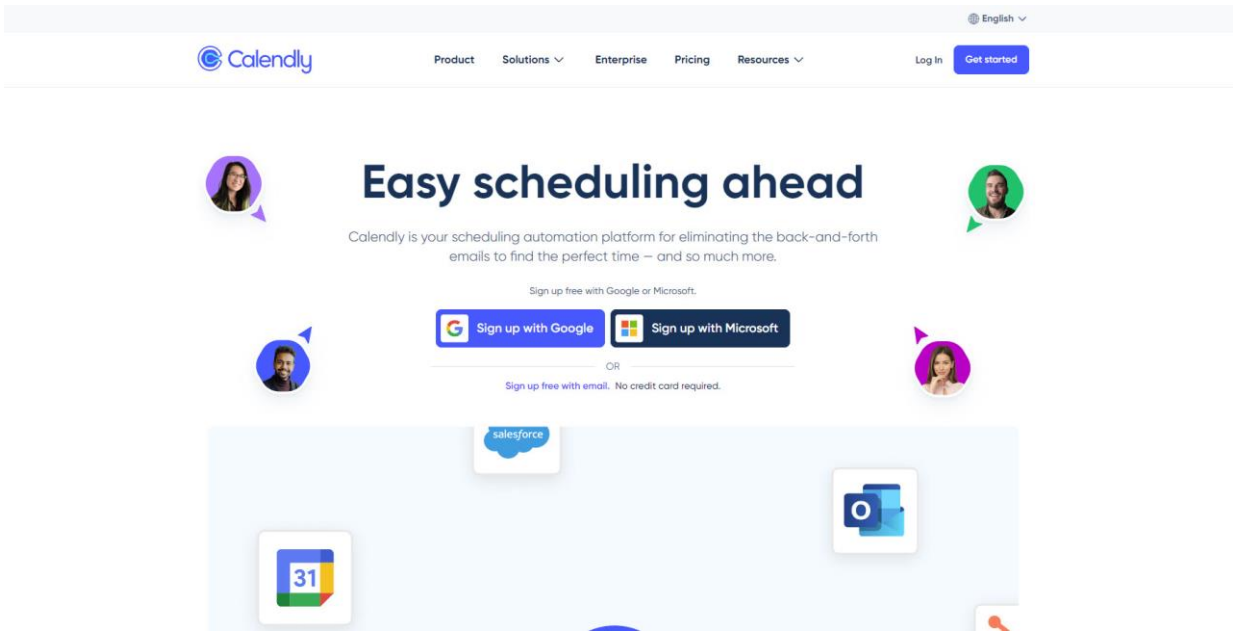 English
Calendly
Product
Solutions
Enterprise
Pricing
Resources
Log In
Get started
Easy scheduling ahead
Calendly is your scheduling automation platform for eliminating the back-and-forth
emails to find the perfect time — and so much more.
Sign up free with Google or Microsoft.
G
Sign up with Google
Sign up with Microsoft
OR
Sign up free with email. No credit card required.
salesforce
O
31